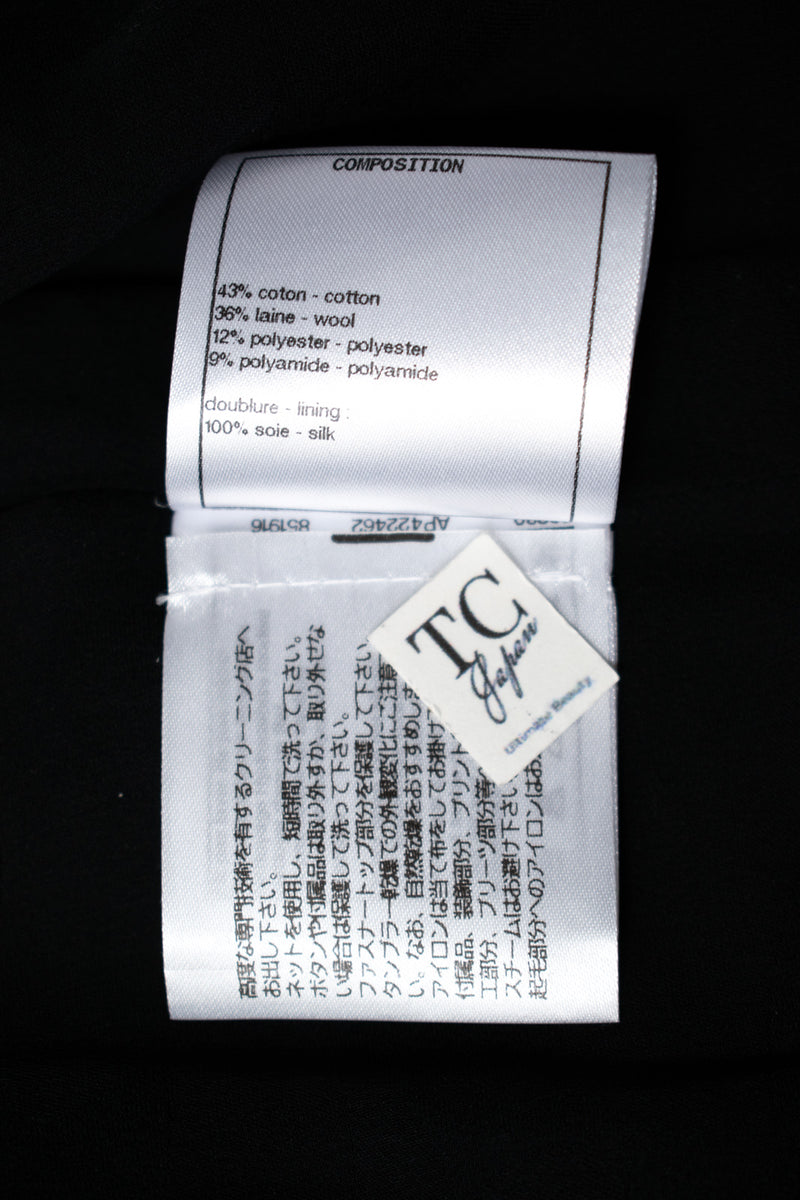 COMPOSITION
43% coton - cotton
36% laine - wool
12% polyester - polyester
9% polyamide - polyamide
doublure - lining :
100% soie - silk
AP422462 851916
TC
Japan
Ultimate Beauty
高度な専門技術を有するクリーニング店へ
お出し下さい。
ネットを使用し、短時間で洗って下さい。
ボタンや付属品は取り外すか、取り外せな
い場合は保護して洗って下さい。
ファスナートップ部分を保護して下さい。
タンブラー乾燥での外観変化にご注意
い。なお、自然乾燥をおすすめしま
アイロンは当て布をしてお掛け
付属品、装飾部分、プリント
工部分、プリーツ部分等へ
スチームはお避け下さい
起毛部分へのアイロンはお